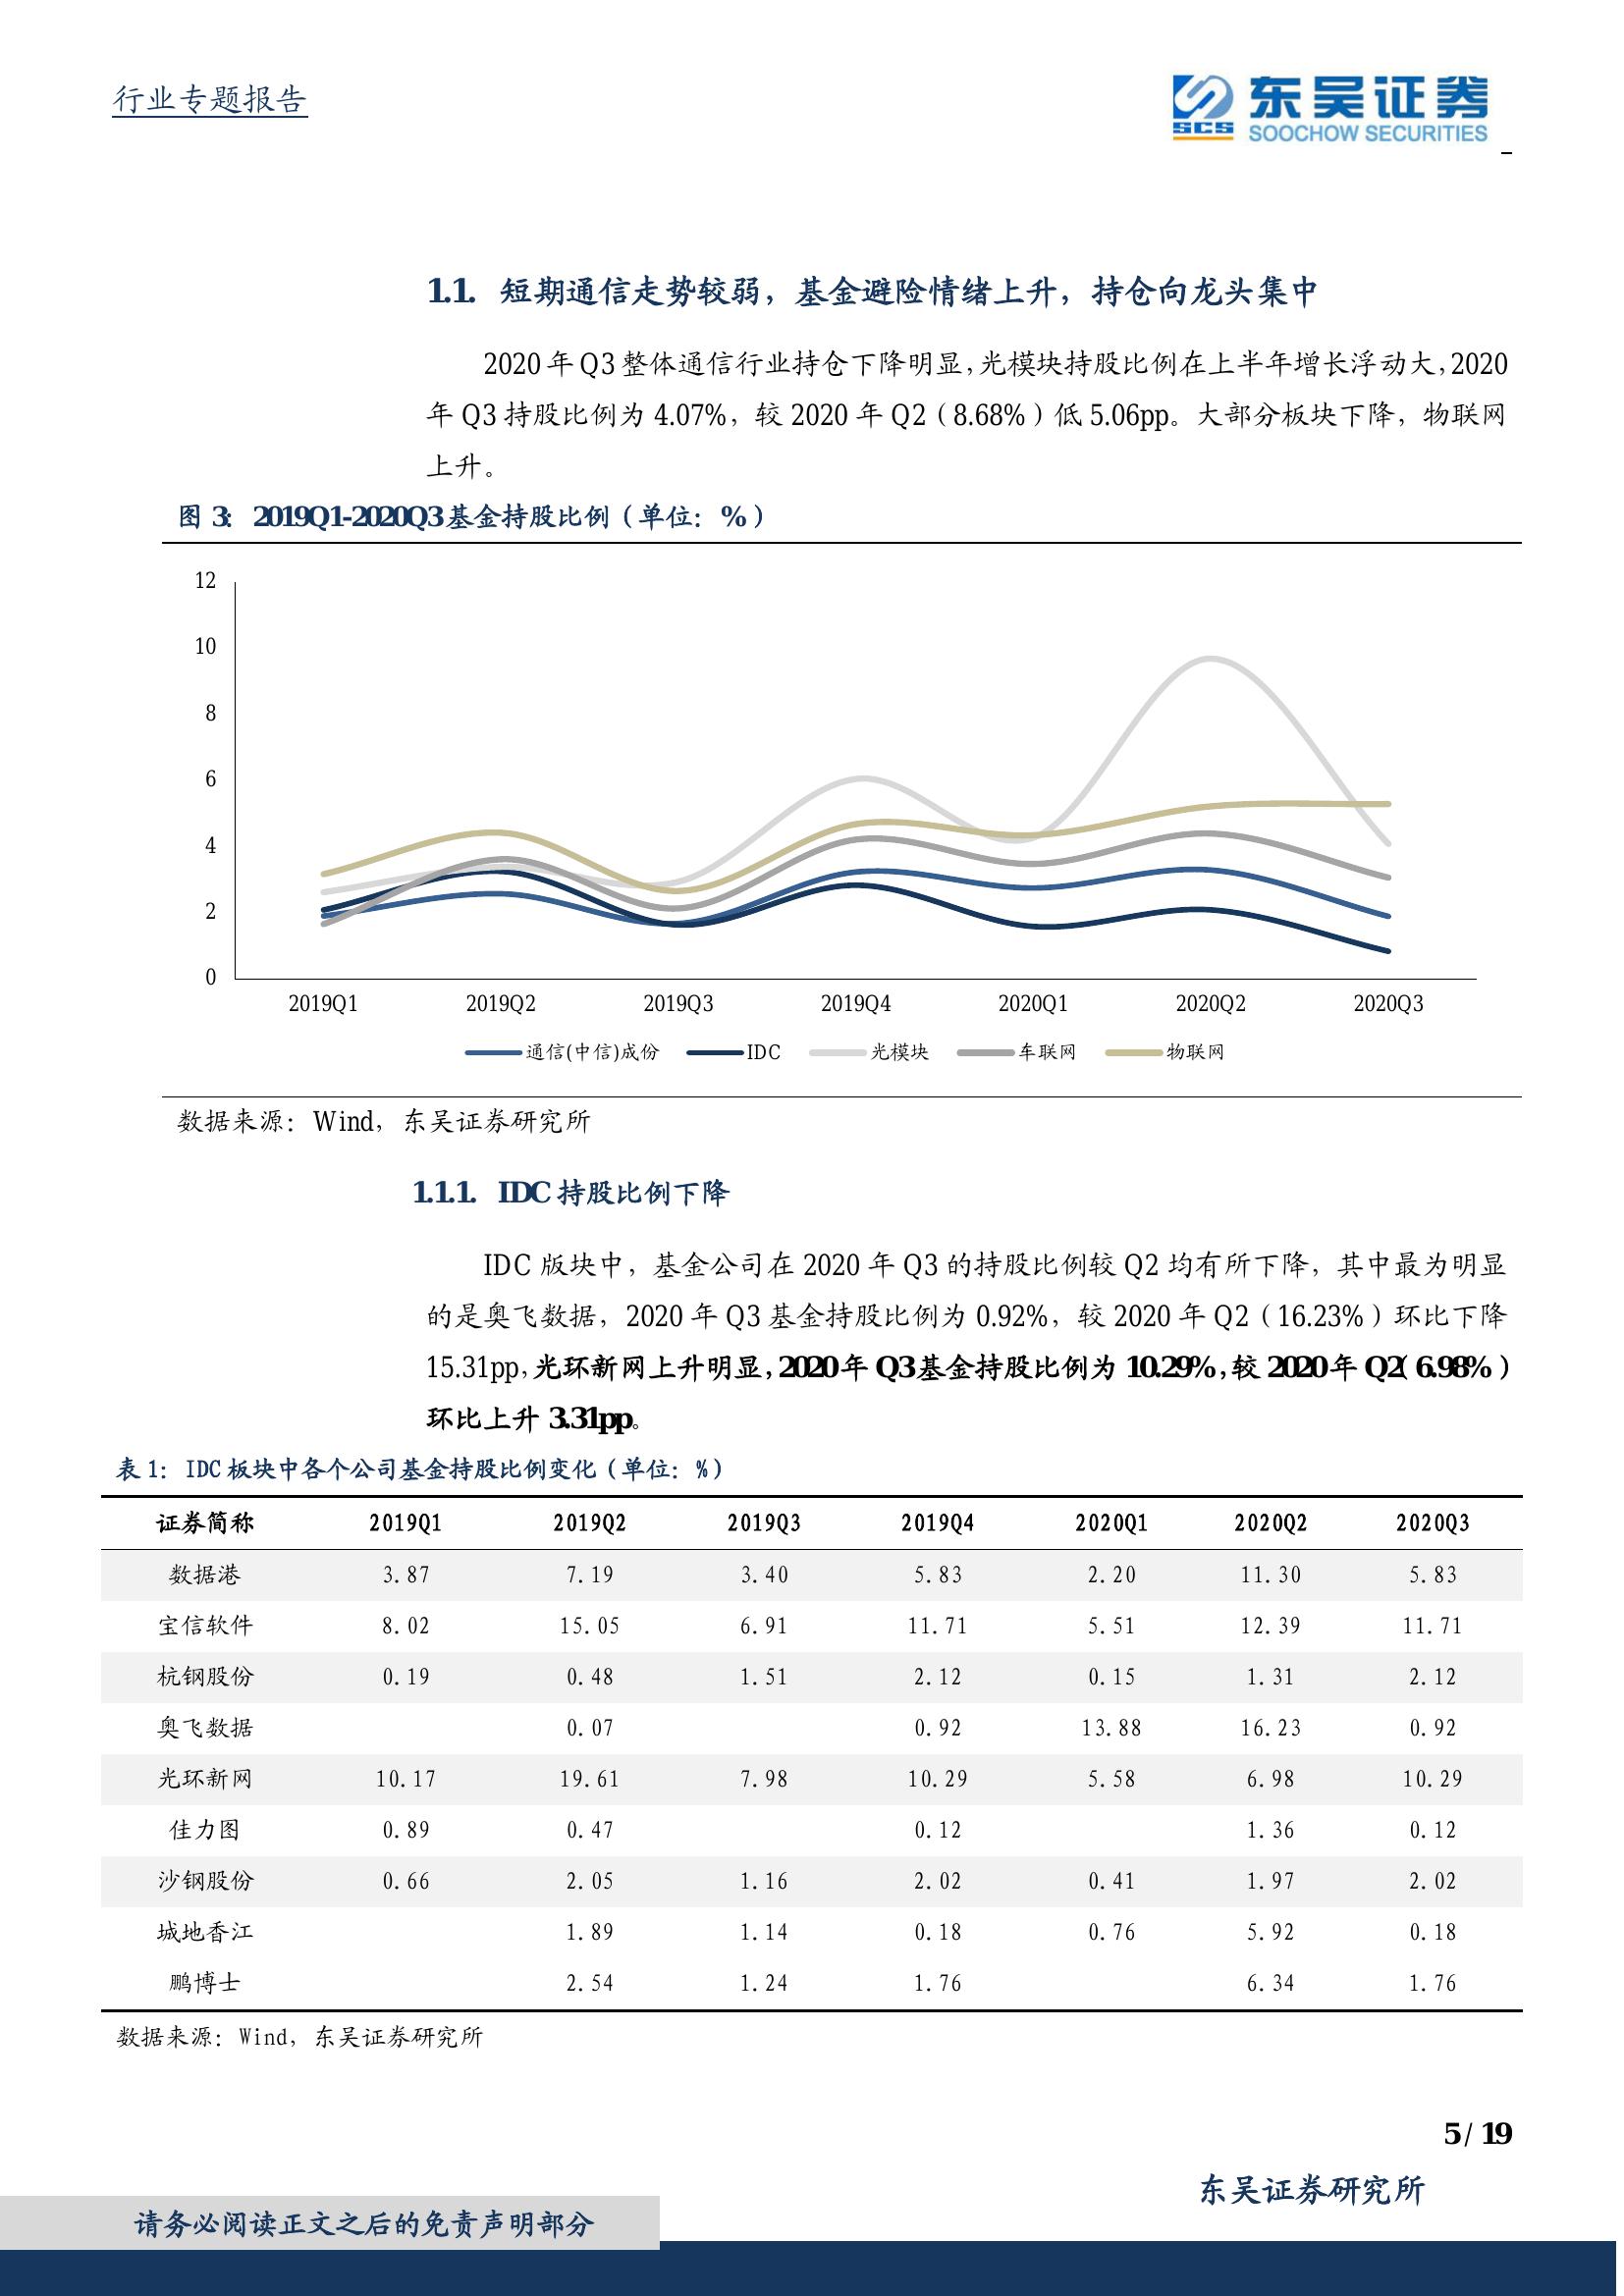 行业专题报告
东吴证券
SCS
SOOCHOW SECURITIES
1.1. 短期通信走势较弱，基金避险情绪上升，持仓向龙头集中
2020 年 Q3 整体通信行业持仓下降明显，光模块持股比例在上半年增长浮动大，2020
年 Q3 持股比例为 4.07%，较 2020 年 Q2（8.68%）低 5.06pp。大部分板块下降，物联网
上升。
图 3：2019Q1-2020Q3 基金持股比例（单位：%）
12
10
8
6
4
2
0
2019Q1 2019Q2 2019Q3 2019Q4 2020Q1 2020Q2 2020Q3
通信(中信)成份 IDC 光模块 车联网 物联网
数据来源：Wind，东吴证券研究所
1.1.1. IDC 持股比例下降
IDC 版块中，基金公司在 2020 年 Q3 的持股比例较 Q2 均有所下降，其中最为明显
的是奥飞数据，2020 年 Q3 基金持股比例为 0.92%，较 2020 年 Q2（16.23%）环比下降
15.31pp，光环新网上升明显，2020 年 Q3 基金持股比例为 10.29%，较 2020 年 Q2（6.98%）
环比上升 3.31pp。
表 1：IDC 板块中各个公司基金持股比例变化（单位：%）
证券简称 2019Q1 2019Q2 2019Q3 2019Q4 2020Q1 2020Q2 2020Q3
数据港 3.87 7.19 3.40 5.83 2.20 11.30 5.83
宝信软件 8.02 15.05 6.91 11.71 5.51 12.39 11.71
杭钢股份 0.19 0.48 1.51 2.12 0.15 1.31 2.12
奥飞数据 0.07 0.92 13.88 16.23 0.92
光环新网 10.17 19.61 7.98 10.29 5.58 6.98 10.29
佳力图 0.89 0.47 0.12 1.36 0.12
沙钢股份 0.66 2.05 1.16 2.02 0.41 1.97 2.02
城地香江 1.89 1.14 0.18 0.76 5.92 0.18
鹏博士 2.54 1.24 1.76 6.34 1.76
数据来源：Wind，东吴证券研究所
5 / 19
东吴证券研究所
请务必阅读正文之后的免责声明部分